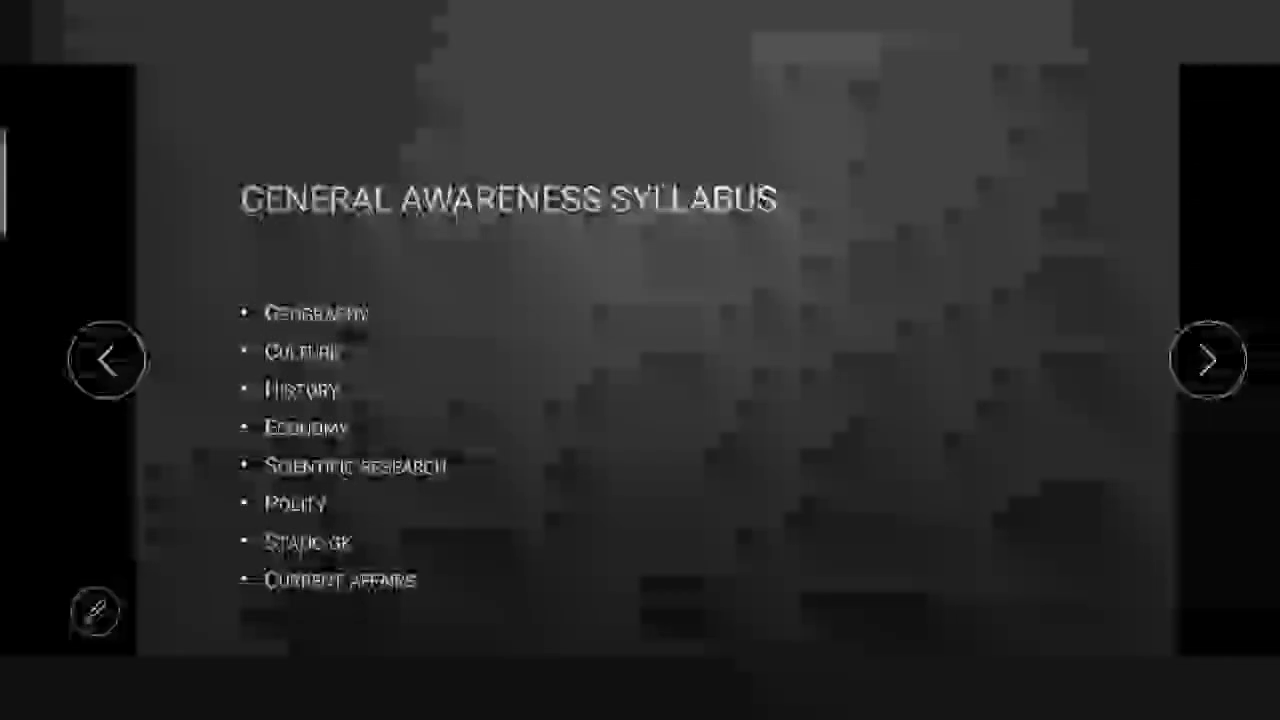 GENERAL AWARENESS SYLLABUS
• GEOGRAPHY
• CULTURE
• HISTORY
• ECONOMY
• SCIENTIFIC RESEARCH
• POLITY
• STATIC GK
• CURRENT AFFAIRS